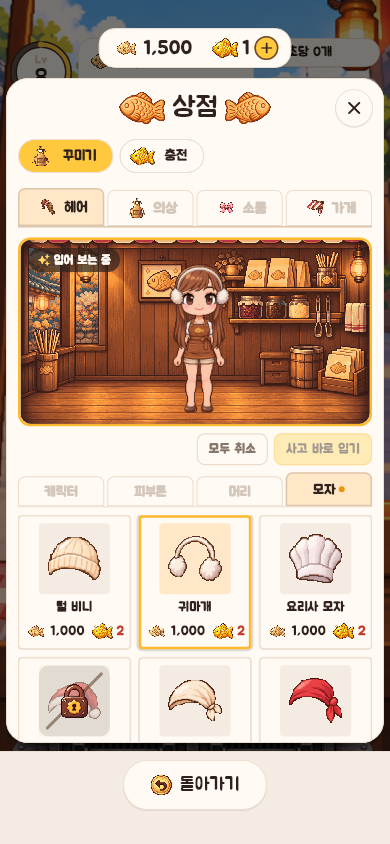 1,500 1 +
Lv
초당 0개
상점
꾸미기 충전
헤어 의상 소품 가게
입어 보는 중
모두 취소 사고 바로 입기
캐릭터 피부톤 머리 모자
털 비니 귀마개 요리사 모자
1,000 2 1,000 2 1,000 2
돌아가기